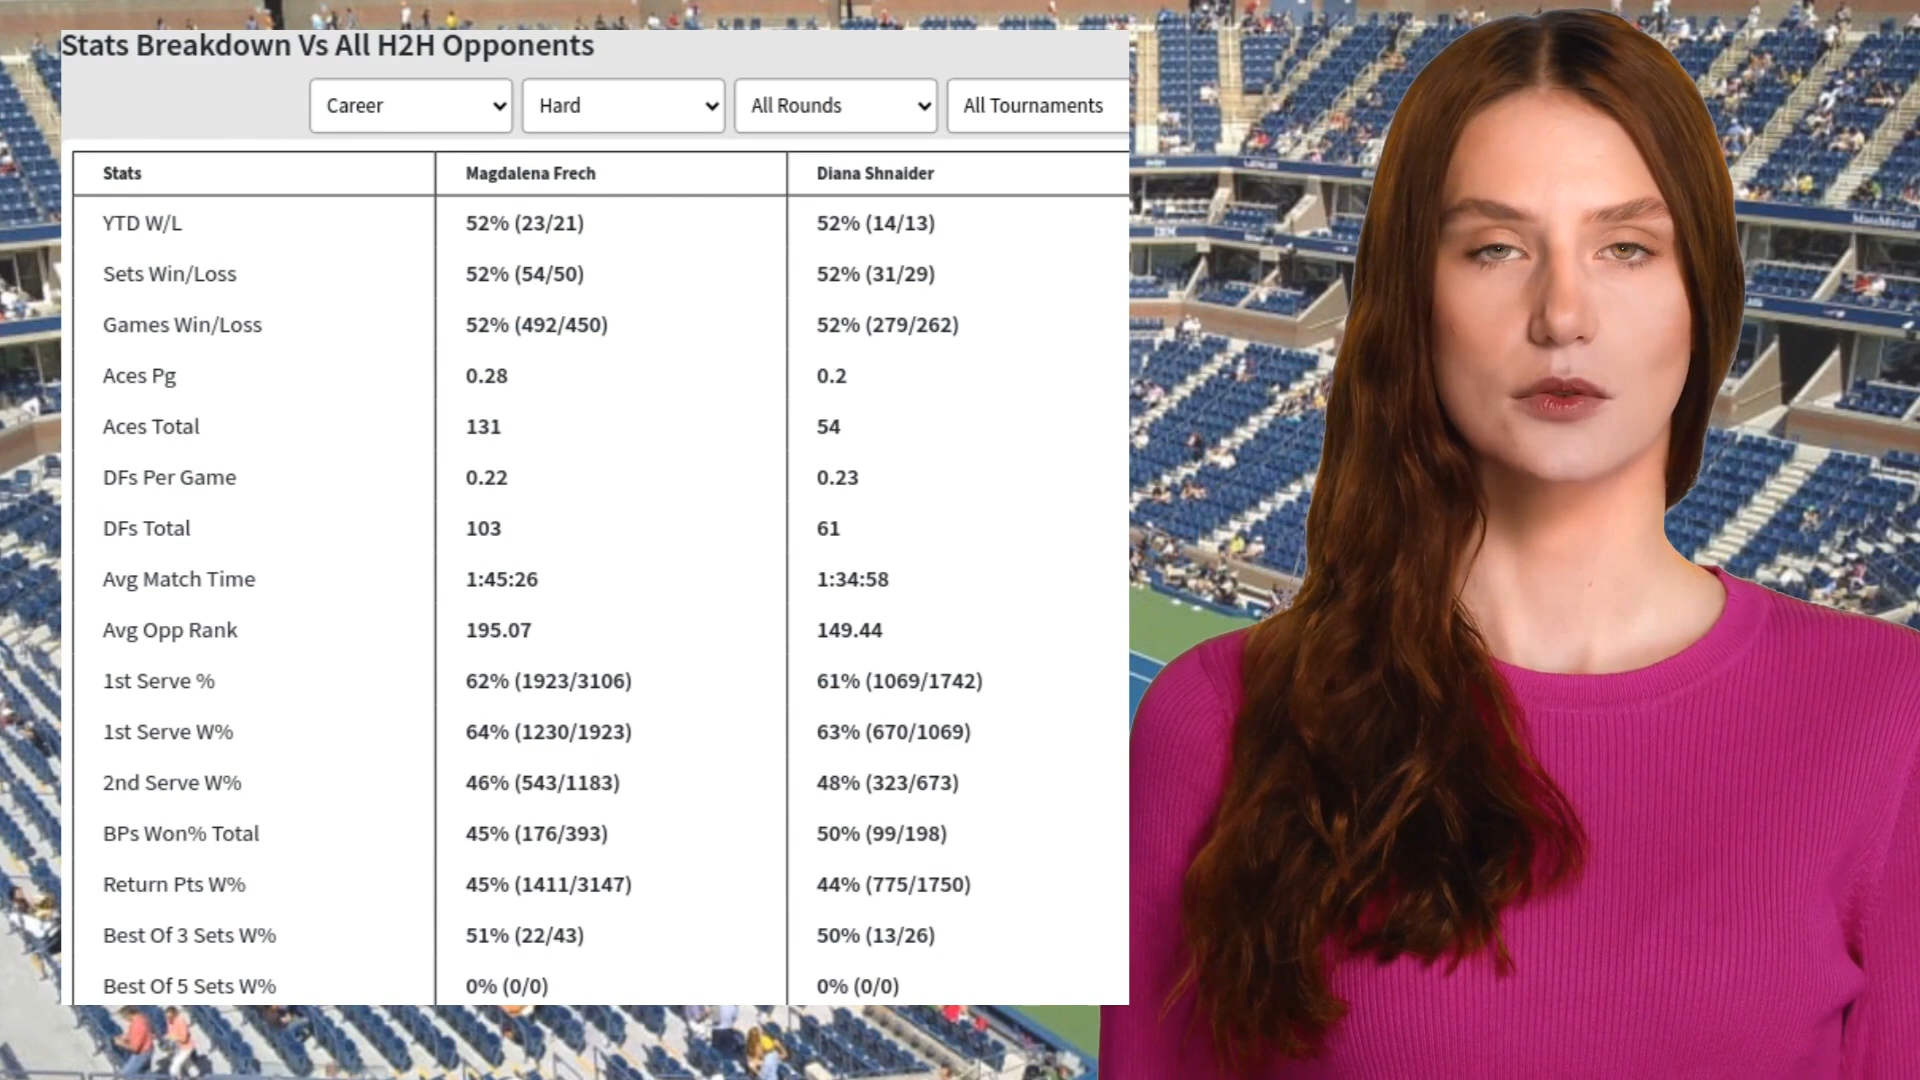 Stats Breakdown Vs All H2H Opponents
Career Hard All Rounds All Tournaments
Stats Magdalena Frech Diana Shnaider
YTD W/L 52% (23/21) 52% (14/13)
Sets Win/Loss 52% (54/50) 52% (31/29)
Games Win/Loss 52% (492/450) 52% (279/262)
Aces Pg 0.28 0.2
Aces Total 131 54
DFs Per Game 0.22 0.23
DFs Total 103 61
Avg Match Time 1:45:26 1:34:58
Avg Opp Rank 195.07 149.44
1st Serve % 62% (1923/3106) 61% (1069/1742)
1st Serve W% 64% (1230/1923) 63% (670/1069)
2nd Serve W% 46% (543/1183) 48% (323/673)
BPs Won% Total 45% (176/393) 50% (99/198)
Return Pts W% 45% (1411/3147) 44% (775/1750)
Best Of 3 Sets W% 51% (22/43) 50% (13/26)
Best Of 5 Sets W% 0% (0/0) 0% (0/0)
IBM